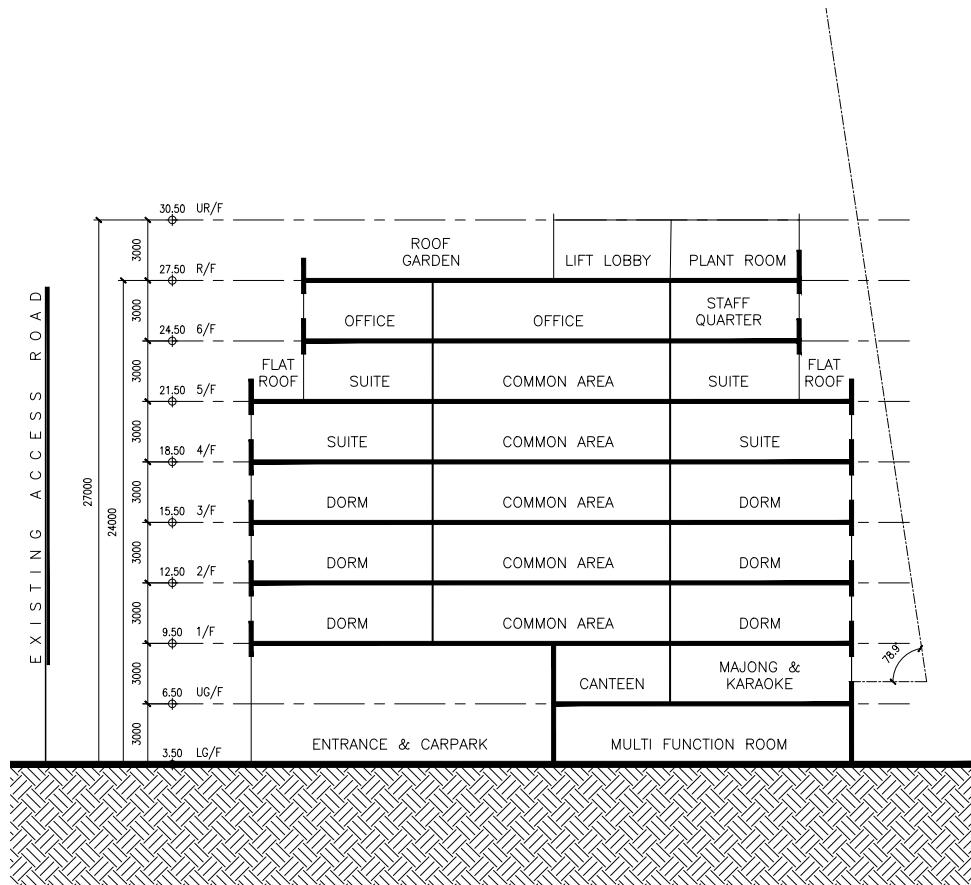 30.50 UR/F
3000
ROOF
GARDEN
LIFT LOBBY
PLANT ROOM
27.50 R/F
3000
OFFICE
OFFICE
STAFF
QUARTER
24.50 6/F
3000
FLAT
ROOF
SUITE
COMMON AREA
SUITE
FLAT
ROOF
21.50 5/F
3000
SUITE
COMMON AREA
SUITE
18.50 4/F
27000
24000
3000
DORM
COMMON AREA
DORM
15.50 3/F
3000
DORM
COMMON AREA
DORM
12.50 2/F
3000
DORM
COMMON AREA
DORM
9.50 1/F
3000
CANTEEN
MAJONG &
KARAOKE
78.9°
6.50 UG/F
3000
ENTRANCE & CARPARK
MULTI FUNCTION ROOM
3.50 LG/F
EXISTING ACCESS ROAD